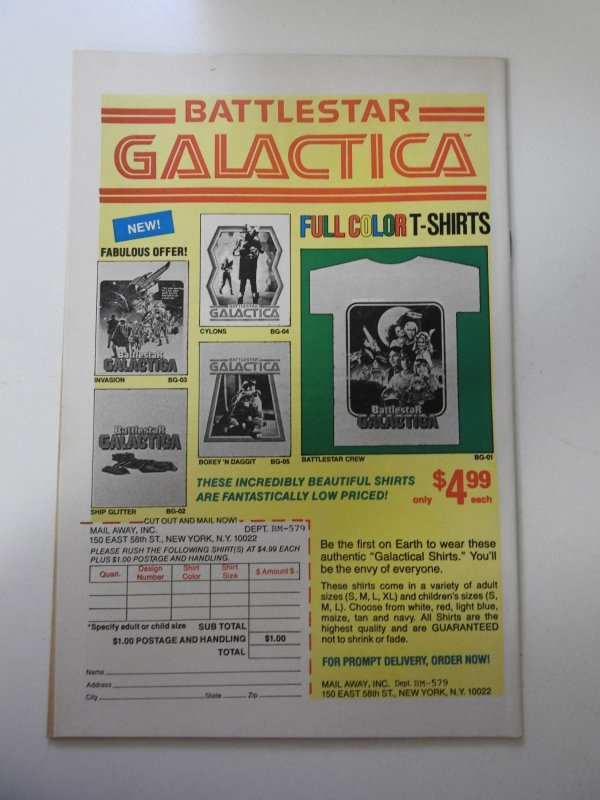 BATTLESTAR
GALACTICA™
NEW!
FABULOUS OFFER!
FULL COLOR T-SHIRTS
BATTLESTAR
GALACTICA
CYLONS BG-04
BattlestaR
GALACTICA
INVASION BG-03
BATTLESTAR
GALACTICA
BOXEY 'N DAGGIT BG-05
BattlestaR
GALACTICA
SHIP GLITTER BG-02
BattlestaR
GALACTICA
BATTLESTAR CREW BG-01
THESE INCREDIBLY BEAUTIFUL SHIRTS
ARE FANTASTICALLY LOW PRICED!
only $4.99 each
CUT OUT AND MAIL NOW!
MAIL AWAY, INC. DEPT. BM-579
150 EAST 58th ST., NEW YORK, N.Y. 10022
PLEASE RUSH THE FOLLOWING SHIRT(S) AT $4.99 EACH
PLUS $1.00 POSTAGE AND HANDLING.
Quan. Design Number Shirt Color Shirt Size $ Amount $
*Specify adult or child size SUB TOTAL
$1.00 POSTAGE AND HANDLING $1.00
TOTAL
Name
Address
City State Zip
Be the first on Earth to wear these
authentic "Galactical Shirts." You'll
be the envy of everyone.
These shirts come in a variety of adult
sizes (S, M, L, XL) and children's sizes (S,
M, L). Choose from white, red, light blue,
maize, tan and navy. All Shirts are the
highest quality and are GUARANTEED
not to shrink or fade.
FOR PROMPT DELIVERY, ORDER NOW!
MAIL AWAY, INC. Dept. BM-579
150 EAST 58th ST., NEW YORK, N.Y. 10022